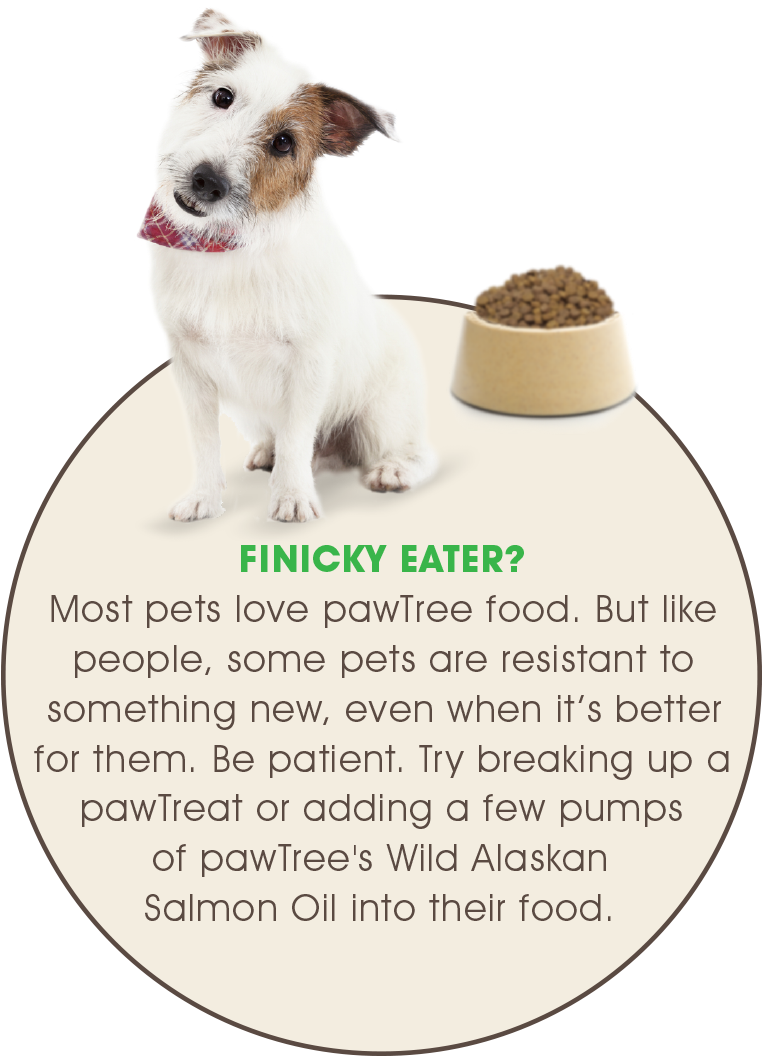 FINICKY EATER?
Most pets love pawTree food. But like
people, some pets are resistant to
something new, even when it’s better
for them. Be patient. Try breaking up a
pawTreat or adding a few pumps
of pawTree's Wild Alaskan
Salmon Oil into their food.